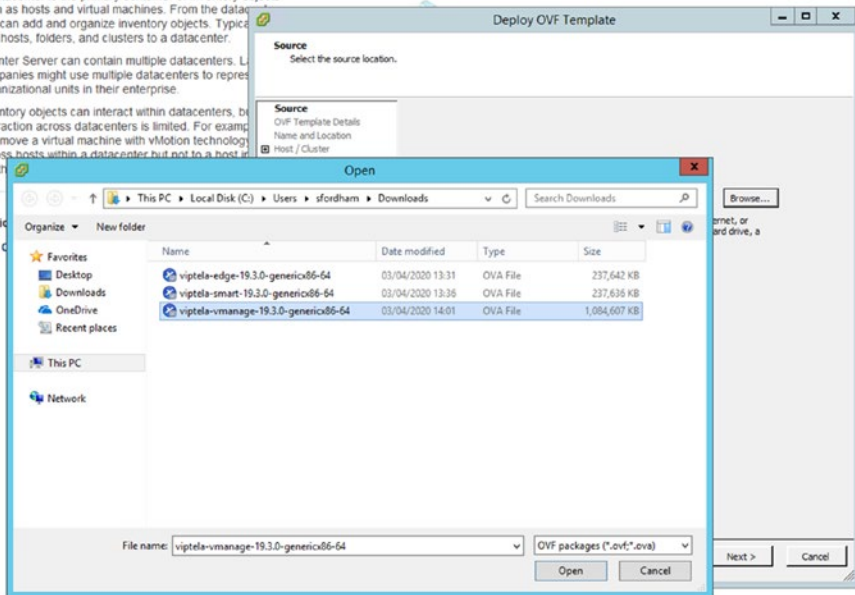 n as hosts and virtual machines. From the datac
can add and organize inventory objects. Typica
hosts, folders, and clusters to a datacenter.
nter Server can contain multiple datacenters. L
panies might use multiple datacenters to repres
nizational units in their enterprise.
ntory objects can interact within datacenters, b
raction across datacenters is limited. For examp
move a virtual machine with vMotion technology
ss hosts within a datacenter but not to a host in
Deploy OVF Template
Source
Select the source location.
Source
OVF Template Details
Name and Location
Host / Cluster
Browse...
ernet, or
ard drive, a
Next >
Cancel
Open
This PC
Local Disk (C:)
Users
sfordham
Downloads
Search Downloads
Organize
New folder
Favorites
Desktop
Downloads
OneDrive
Recent places
This PC
Network
Name Date modified Type Size
viptela-edge-19.3.0-genericx86-64 03/04/2020 13:31 OVA File 237,642 KB
viptela-smart-19.3.0-genericx86-64 03/04/2020 13:36 OVA File 237,636 KB
viptela-vmanage-19.3.0-genericx86-64 03/04/2020 14:01 OVA File 1,084,607 KB
File name: viptela-vmanage-19.3.0-genericx86-64
OVF packages (*.ovf;*.ova)
Open
Cancel